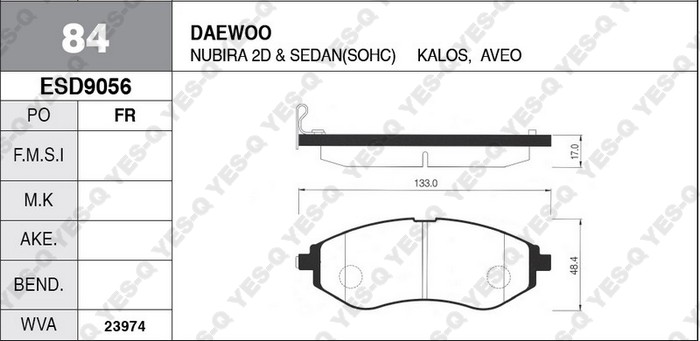 84
DAEWOO
NUBIRA 2D & SEDAN(SOHC) KALOS, AVEO
ESD9056
PO FR
F.M.S.I
M.K
AKE.
BEND.
WVA 23974
17.0
133.0
48.4
YES-Q YES-Q YES-Q YES-Q